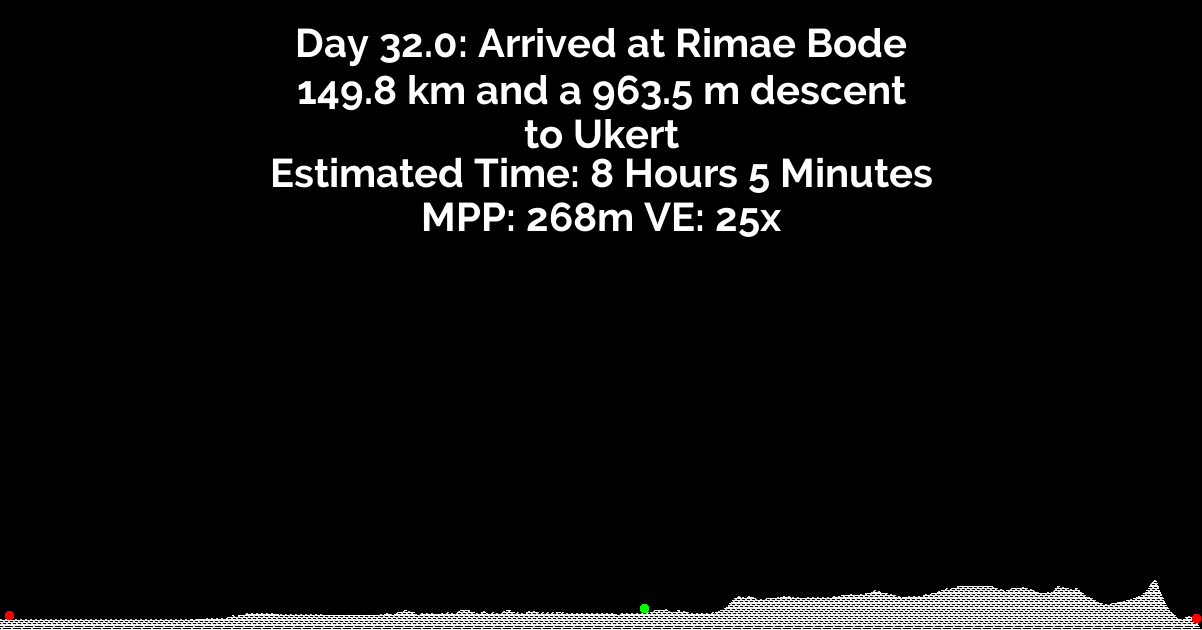 Day 32.0: Arrived at Rimae Bode
149.8 km and a 963.5 m descent
to Ukert
Estimated Time: 8 Hours 5 Minutes
MPP: 268m VE: 25x